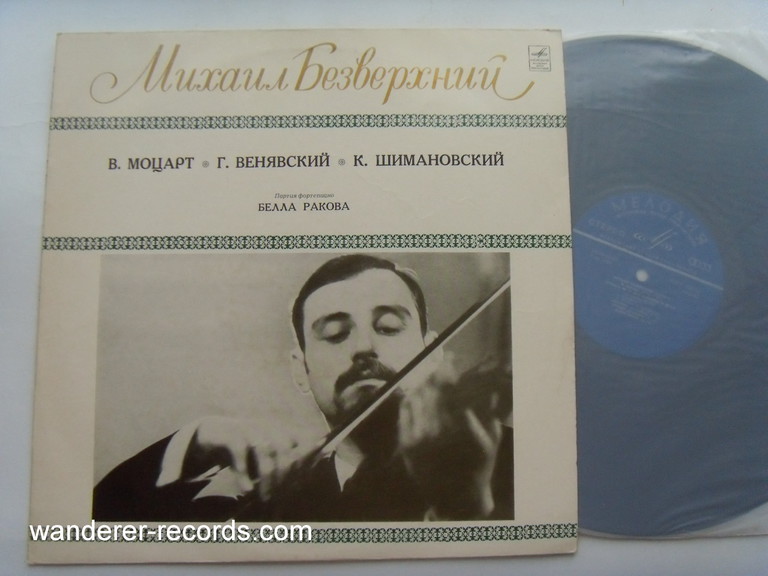 Михаил Безверхний
В. МОЦАРТ ● Г. ВЕНЯВСКИЙ ● К. ШИМАНОВСКИЙ
Партия фортепиано
БЕЛЛА РАКОВА
МЕЛОДИЯ
wanderer-records.com